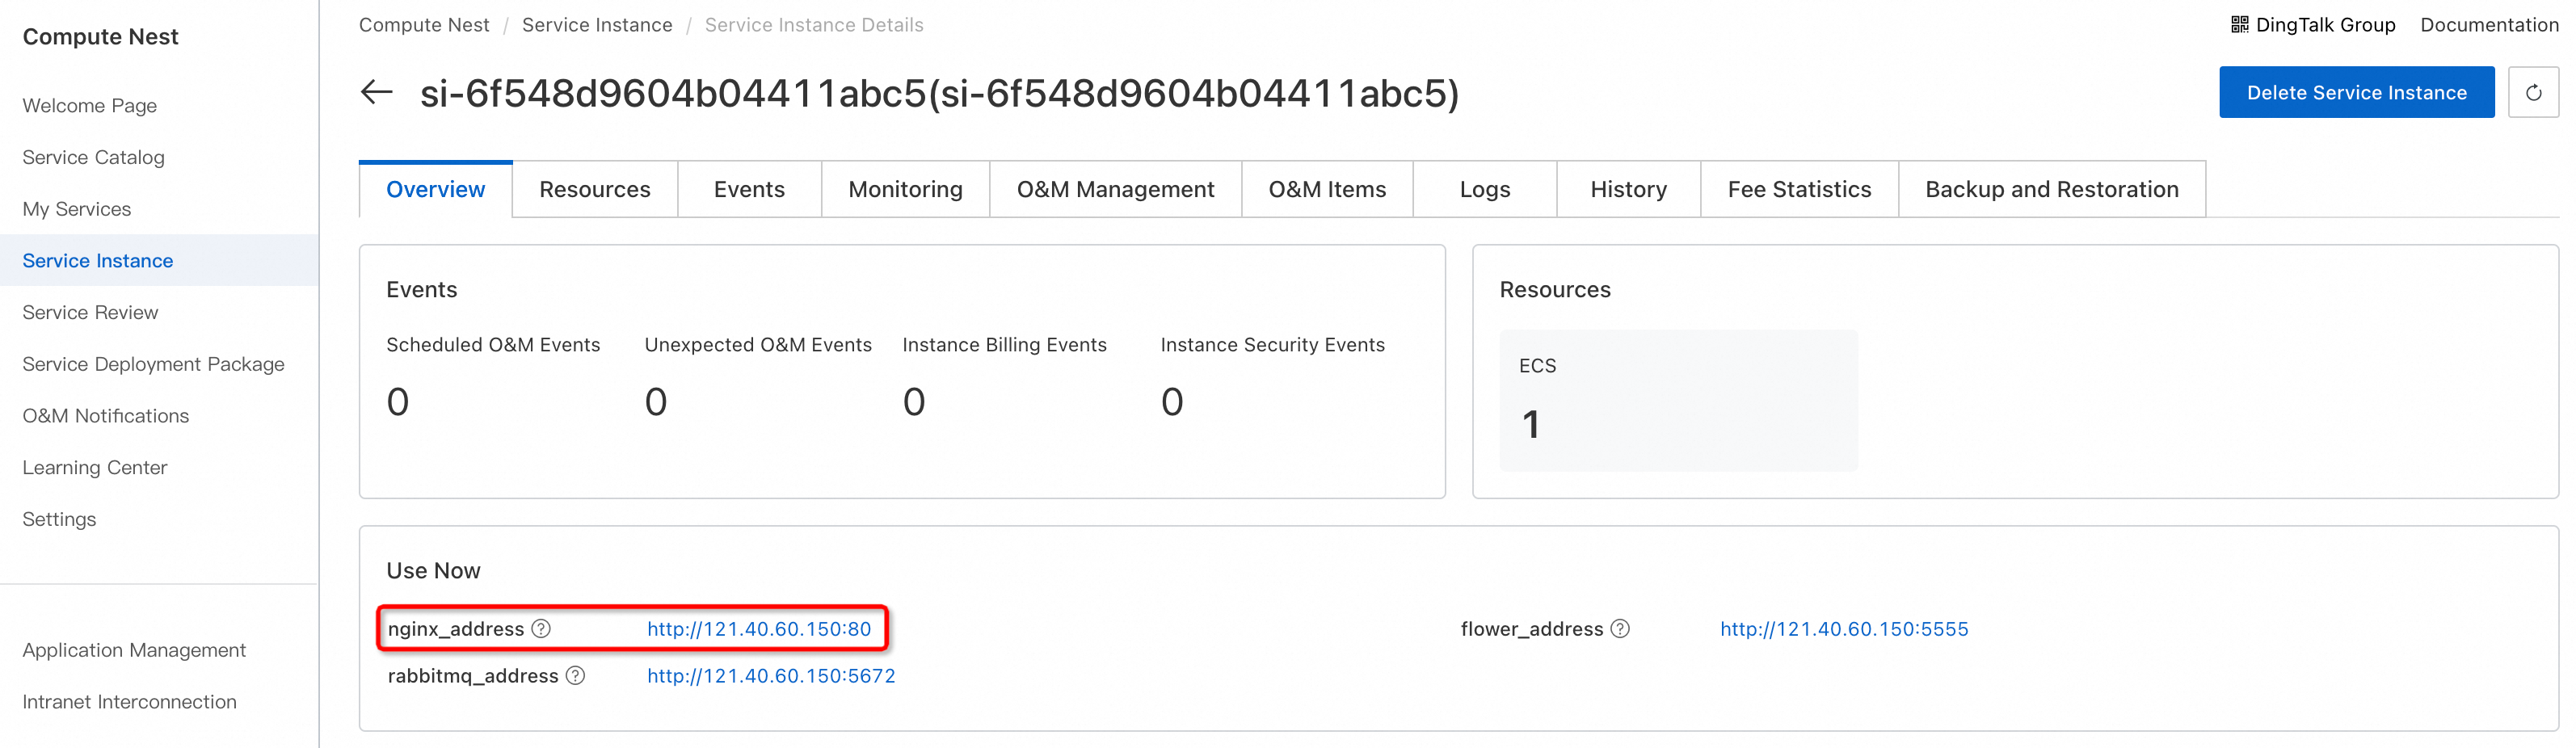 Compute Nest
Welcome Page
Service Catalog
My Services
Service Instance
Service Review
Service Deployment Package
O&M Notifications
Learning Center
Settings
Application Management
Intranet Interconnection
Compute Nest / Service Instance / Service Instance Details
DingTalk Group Documentation
← si-6f548d9604b04411abc5(si-6f548d9604b04411abc5)
Delete Service Instance
Overview Resources Events Monitoring O&M Management O&M Items Logs History Fee Statistics Backup and Restoration
Events
Scheduled O&M Events Unexpected O&M Events Instance Billing Events Instance Security Events
0 0 0 0
Resources
ECS
1
Use Now
nginx_address ? http://121.40.60.150:80 flower_address ? http://121.40.60.150:5555
rabbitmq_address ? http://121.40.60.150:5672